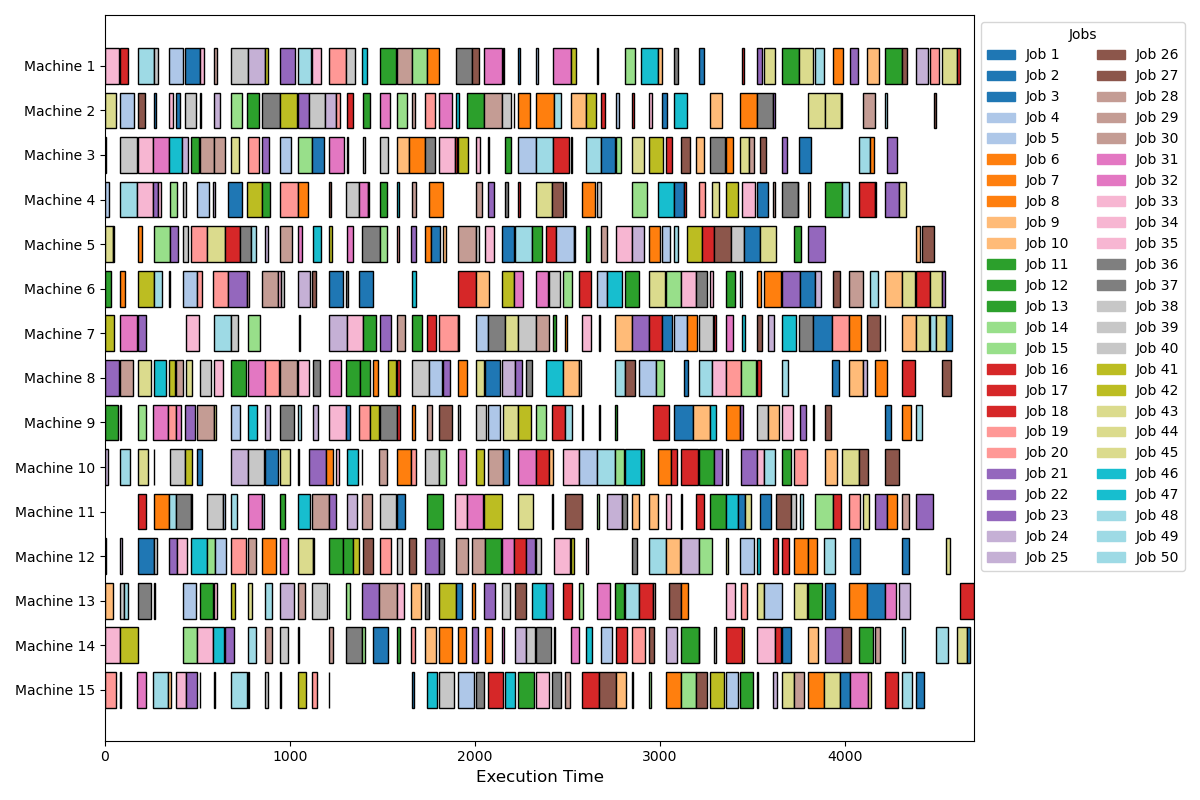 Machine 1
Machine 2
Machine 3
Machine 4
Machine 5
Machine 6
Machine 7
Machine 8
Machine 9
Machine 10
Machine 11
Machine 12
Machine 13
Machine 14
Machine 15
0 1000 2000 3000 4000
Execution Time
Jobs
Job 1
Job 2
Job 3
Job 4
Job 5
Job 6
Job 7
Job 8
Job 9
Job 10
Job 11
Job 12
Job 13
Job 14
Job 15
Job 16
Job 17
Job 18
Job 19
Job 20
Job 21
Job 22
Job 23
Job 24
Job 25
Job 26
Job 27
Job 28
Job 29
Job 30
Job 31
Job 32
Job 33
Job 34
Job 35
Job 36
Job 37
Job 38
Job 39
Job 40
Job 41
Job 42
Job 43
Job 44
Job 45
Job 46
Job 47
Job 48
Job 49
Job 50